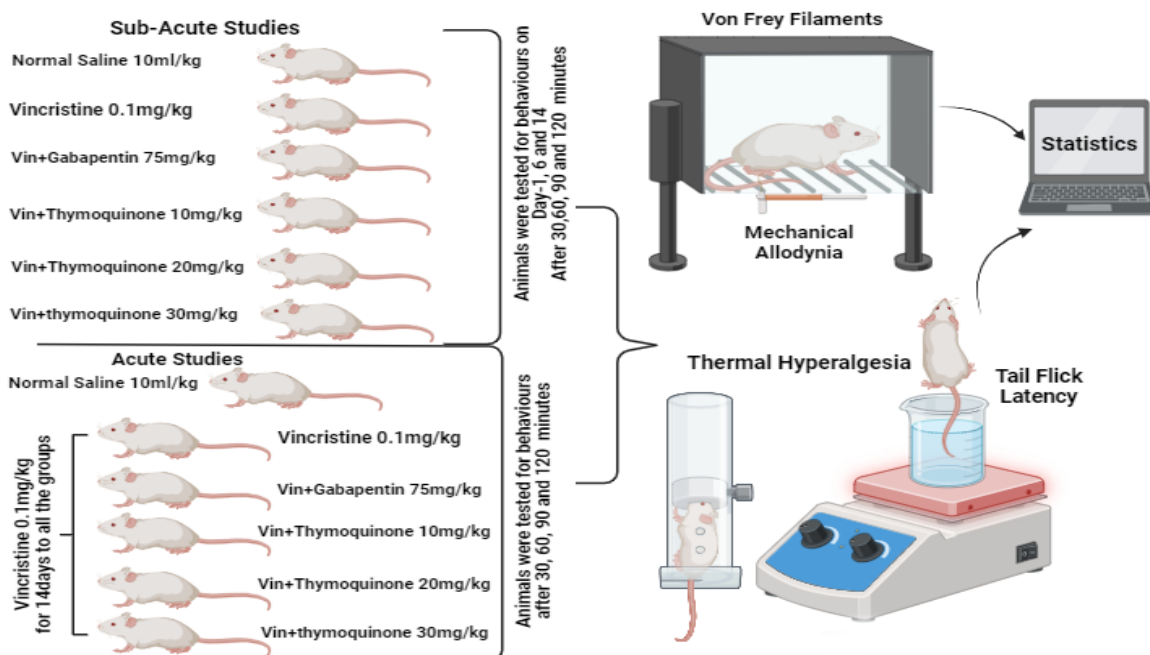 Sub-Acute Studies
Normal Saline 10ml/kg
Vincristine 0.1mg/kg
Vin+Gabapentin 75mg/kg
Vin+Thymoquinone 10mg/kg
Vin+Thymoquinone 20mg/kg
Vin+thymoquinone 30mg/kg
Animals were tested for behaviours on
Day-1, 6 and 14
After 30,60, 90 and 120 minutes
Acute Studies
Normal Saline 10ml/kg
Vincristine 0.1mg/kg
for 14days to all the groups
Vincristine 0.1mg/kg
Vin+Gabapentin 75mg/kg
Vin+Thymoquinone 10mg/kg
Vin+Thymoquinone 20mg/kg
Vin+thymoquinone 30mg/kg
Animals were tested for behaviours
after 30, 60, 90 and 120 minutes
Von Frey Filaments
Mechanical
Allodynia
Statistics
Thermal Hyperalgesia
Tail Flick
Latency